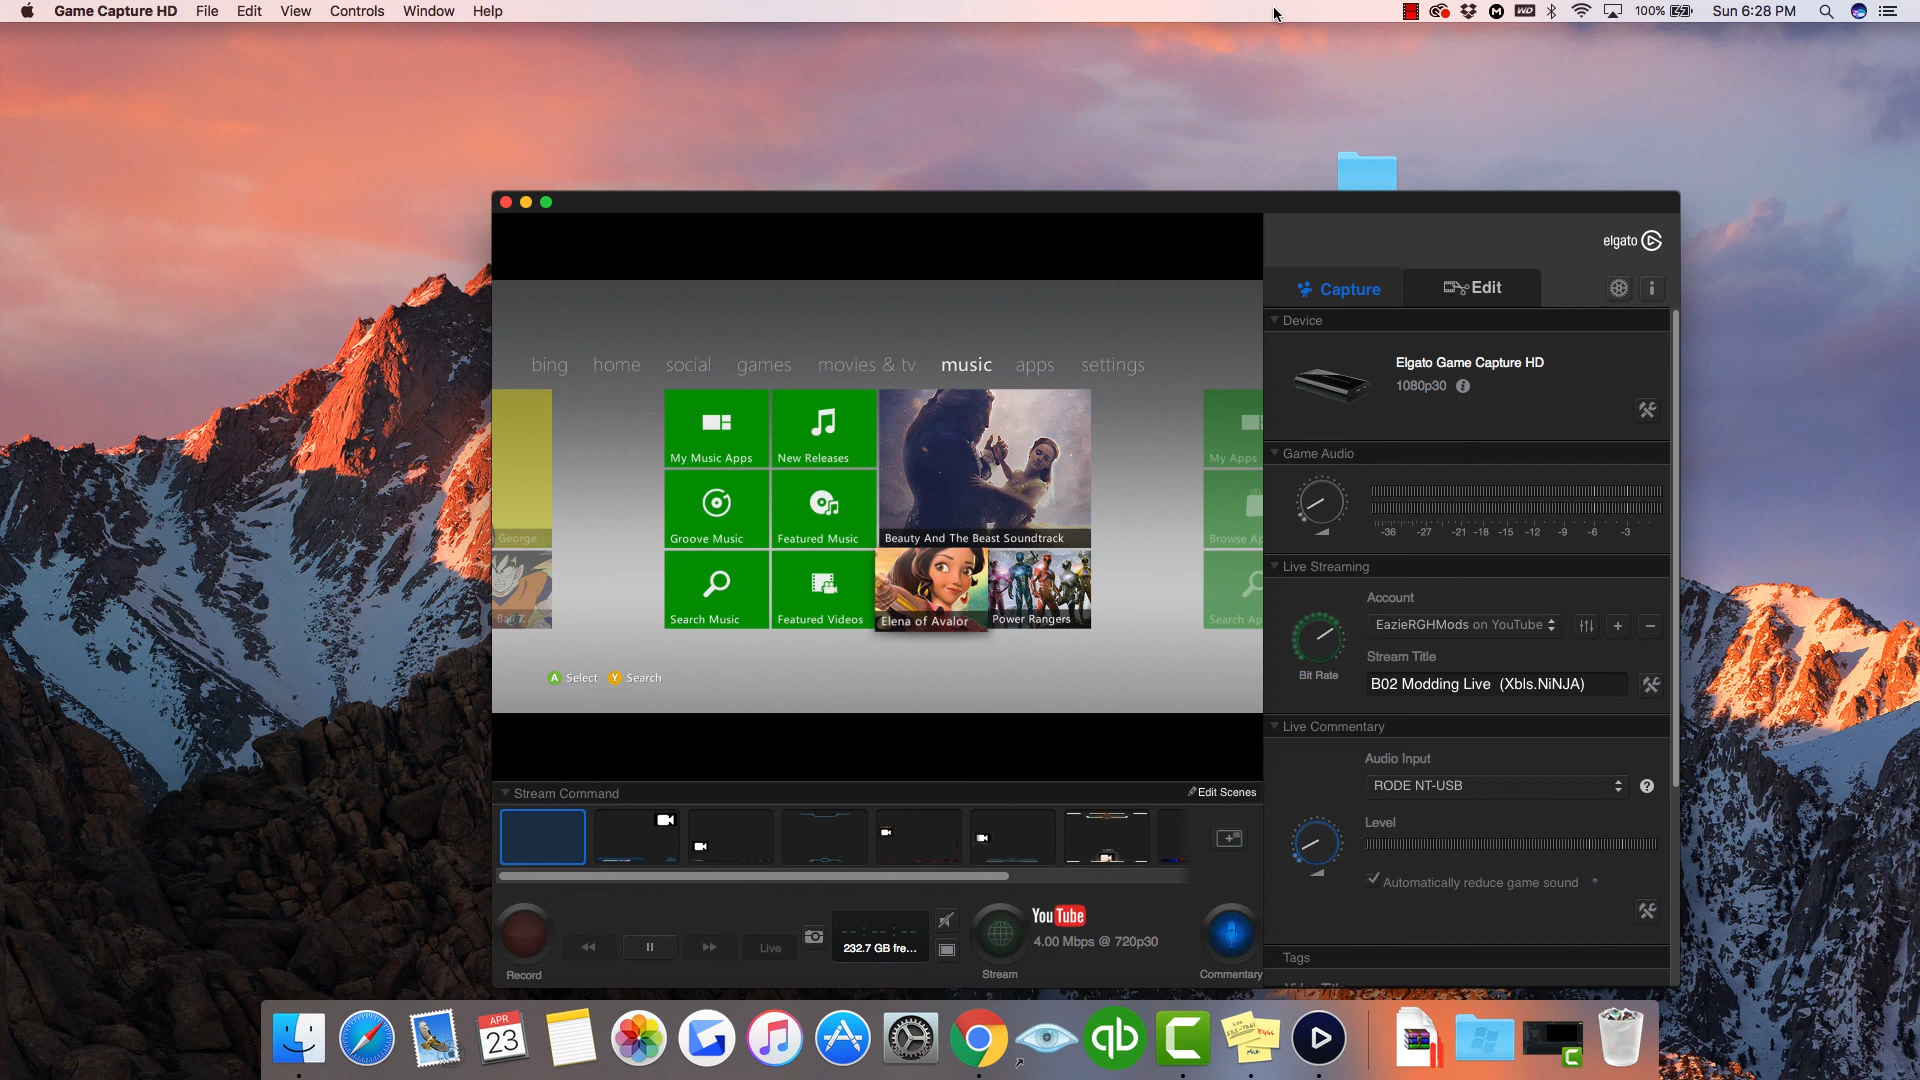 Game Capture HD File Edit View Controls Window Help
100% Sun 6:28 PM
elgato
Capture Edit
Device
Elgato Game Capture HD
1080p30
bing home social games movies & tv music apps settings
My Music Apps New Releases My Apps
George Groove Music Featured Music Beauty And The Beast Soundtrack
Search Music Featured Videos Elena of Avalor Power Rangers
Select Search
A Y
Game Audio
-36 -27 -21 -18 -15 -12 -9 -6 -3
Live Streaming
Account
EazieRGHMods on YouTube
Stream Title
Bit Rate
B02 Modding Live (Xbls.NiNJA)
Live Commentary
Audio Input
RODE NT-USB
Level
Automatically reduce game sound
Tags
Stream Command Edit Scenes
Record
Live
232.7 GB fre...
YouTube
4.00 Mbps @ 720p30
Stream
Commentary
APR
23
qb